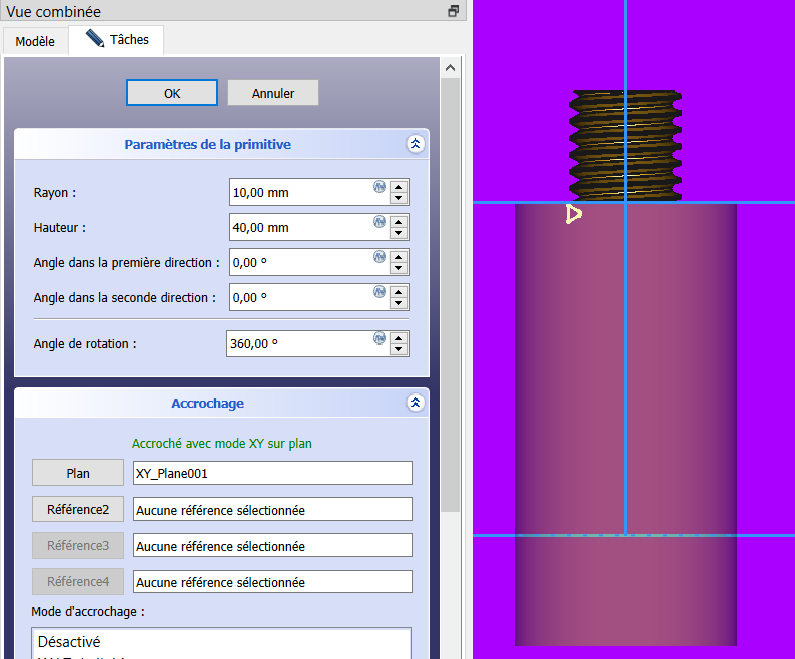 Vue combinée
Modèle
Tâches
OK
Annuler
Paramètres de la primitive
Rayon :
10,00 mm
Hauteur :
40,00 mm
Angle dans la première direction :
0,00 °
Angle dans la seconde direction :
0,00 °
Angle de rotation :
360,00 °
Accrochage
Accroché avec mode XY sur plan
Plan
XY_Plane001
Référence2
Aucune référence sélectionnée
Référence3
Aucune référence sélectionnée
Référence4
Aucune référence sélectionnée
Mode d'accrochage :
Désactivé